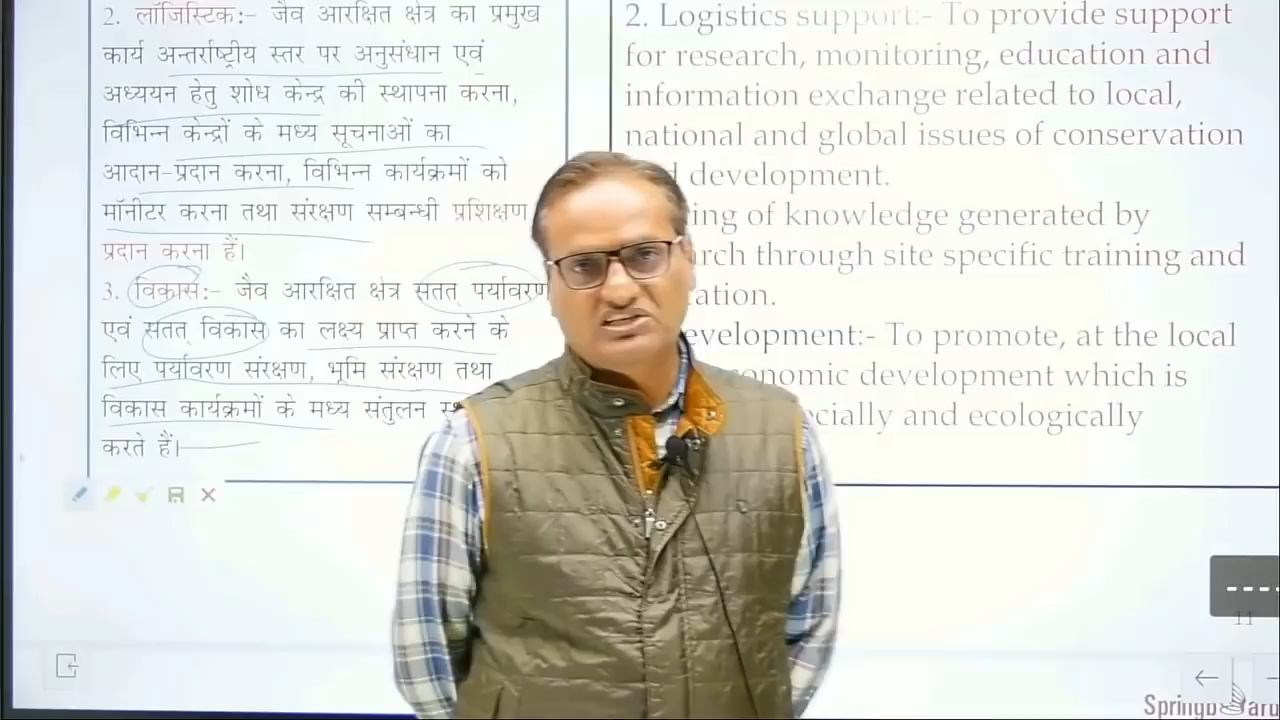 2. लॉजिस्टिक:- जैव आरक्षित क्षेत्र का प्रमुख
कार्य अन्तर्राष्ट्रीय स्तर पर अनुसंधान एवं
अध्ययन हेतु शोध केन्द्र की स्थापना करना,
विभिन्न केन्द्रों के मध्य सूचनाओं का
आदान-प्रदान करना, विभिन्न कार्यक्रमों को
मॉनीटर करना तथा संरक्षण सम्बन्धी प्रशिक्षण
प्रदान करना हैं।
3. विकास:- जैव आरक्षित क्षेत्र सतत् पर्यावरण
एवं सतत् विकास का लक्ष्य प्राप्त करने के
लिए पर्यावरण संरक्षण, भूमि संरक्षण तथा
विकास कार्यक्रमों के मध्य संतुलन
करते हैं।
2. Logistics support:- To provide support
for research, monitoring, education and
information exchange related to local,
national and global issues of conservation
development.
of knowledge generated by
through site specific training and
To promote, at the local
development which is
and ecologically
11